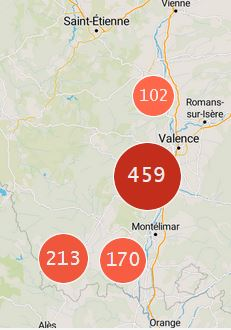 Vienne
Saint-Étienne
102
Romans-
sur-Isère
Valence
459
Montélimar
213
170
Alès
Orange